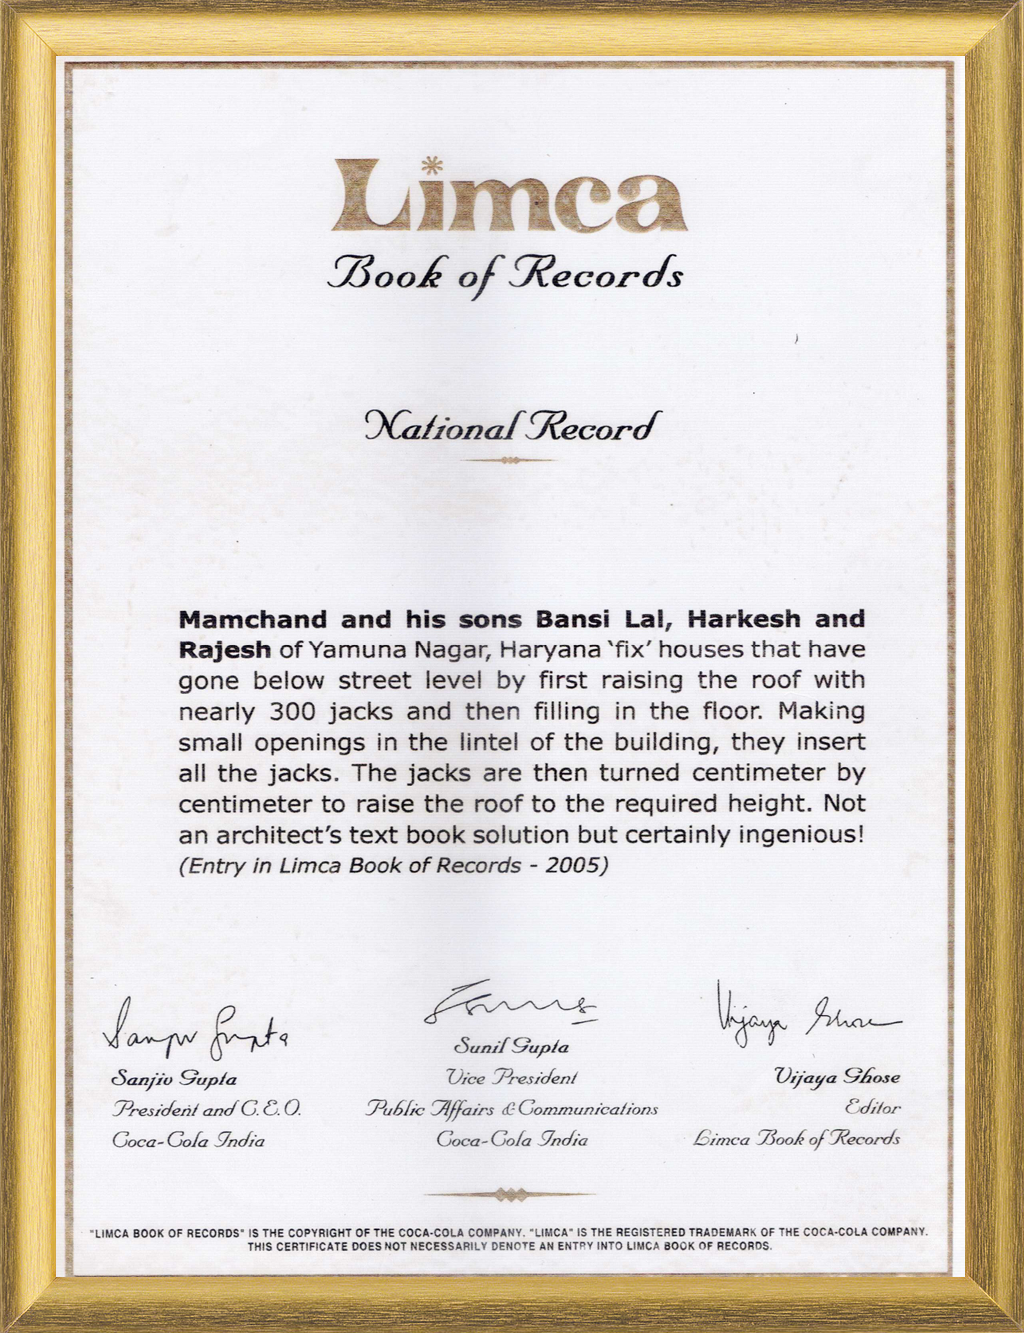 Limca
Book of Records
National Record
Mamchand and his sons Bansi Lal, Harkesh and
Rajesh of Yamuna Nagar, Haryana ‘fix’ houses that have
gone below street level by first raising the roof with
nearly 300 jacks and then filling in the floor. Making
small openings in the lintel of the building, they insert
all the jacks. The jacks are then turned centimeter by
centimeter to raise the roof to the required height. Not
an architect’s text book solution but certainly ingenious!
(Entry in Limca Book of Records - 2005)
Sanjiv Gupta
Vijaya Ghose
Sanjiv Gupta
President and C.E.O.
Coca-Cola India
Sunil Gupta
Vice President
Public Affairs & Communications
Coca-Cola India
Vijaya Ghose
Editor
Limca Book of Records
"LIMCA BOOK OF RECORDS" IS THE COPYRIGHT OF THE COCA-COLA COMPANY. "LIMCA" IS THE REGISTERED TRADEMARK OF THE COCA-COLA COMPANY.
THIS CERTIFICATE DOES NOT NECESSARILY DENOTE AN ENTRY INTO LIMCA BOOK OF RECORDS.